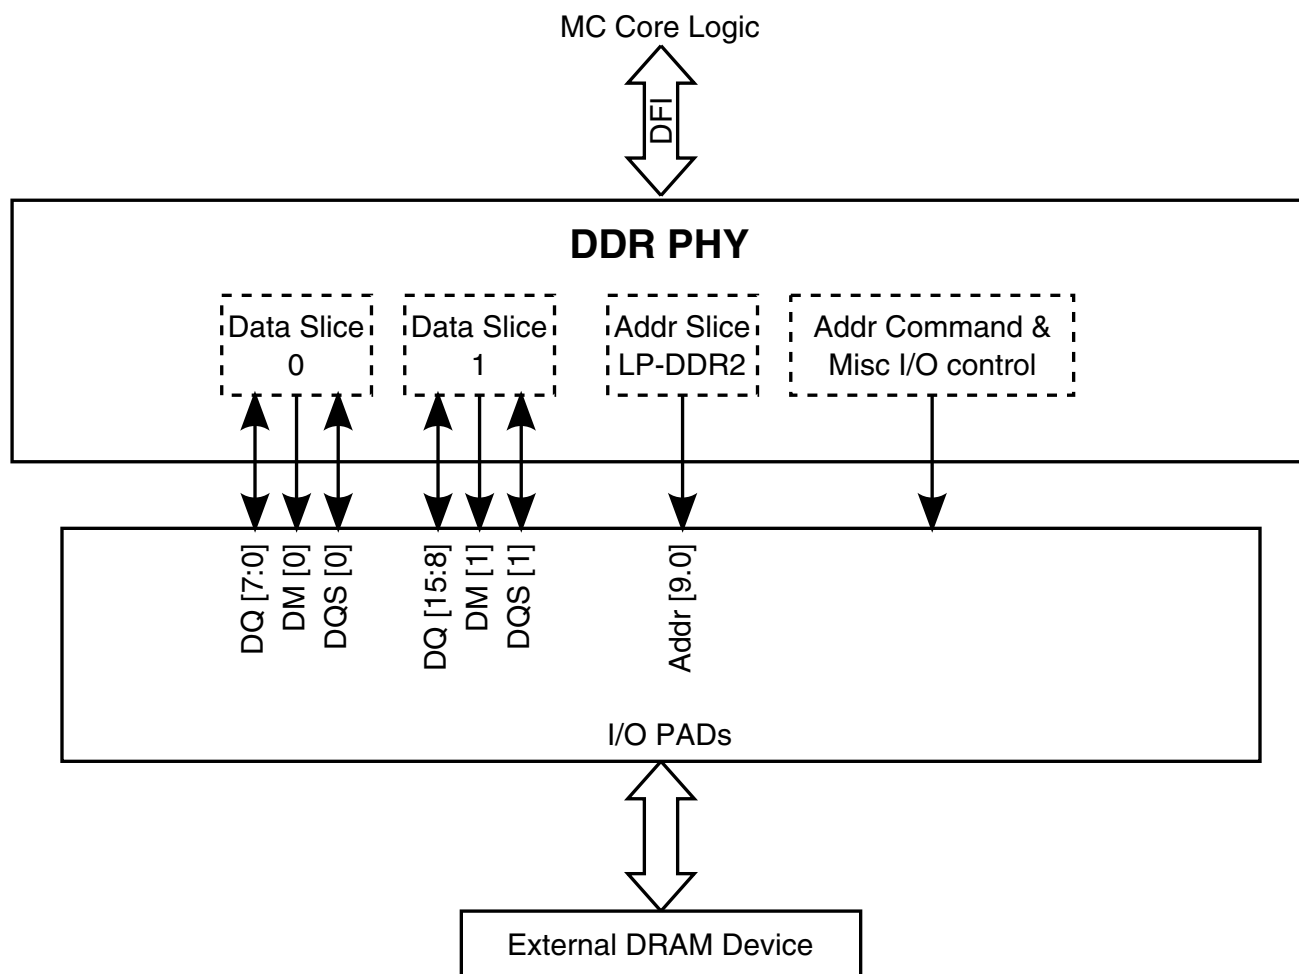 MC Core Logic
DFI
DDR PHY
Data Slice
0
Data Slice
1
Addr Slice
LP-DDR2
Addr Command &
Misc I/O control
DQ [7:0]
DM [0]
DQS [0]
DQ [15:8]
DM [1]
DQS [1]
Addr [9.0]
I/O PADs
External DRAM Device